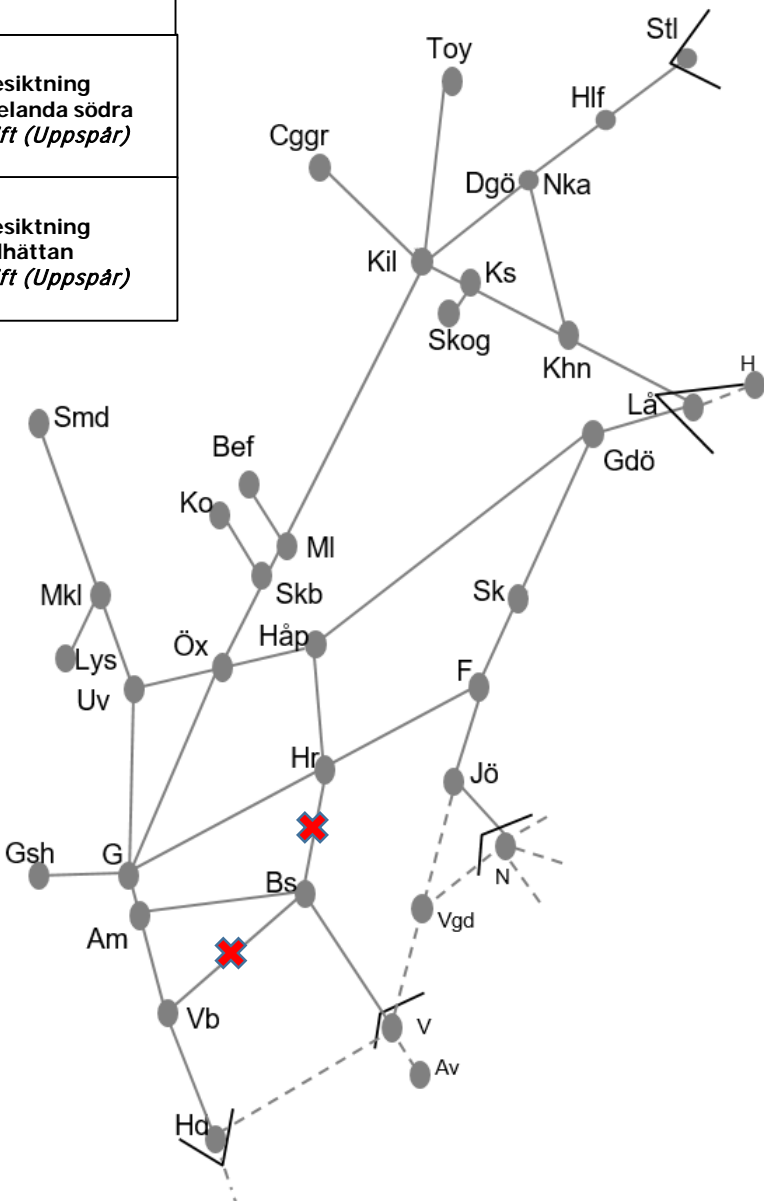 esiktning
elanda södra
ift (Uppspår)
esiktning
lhättan
ift (Uppspår)
Stl
Toy
Hlf
Cggr
Dgö
Nka
Kil
Ks
Skog
Khn
H
Lå
Gdö
Smd
Bef
Ko
Ml
Skb
Mkl
Sk
Öx
Håp
Lys
Uv
F
Hr
Jö
Gsh
G
N
Bs
Vgd
Am
Vb
V
Av
Hd